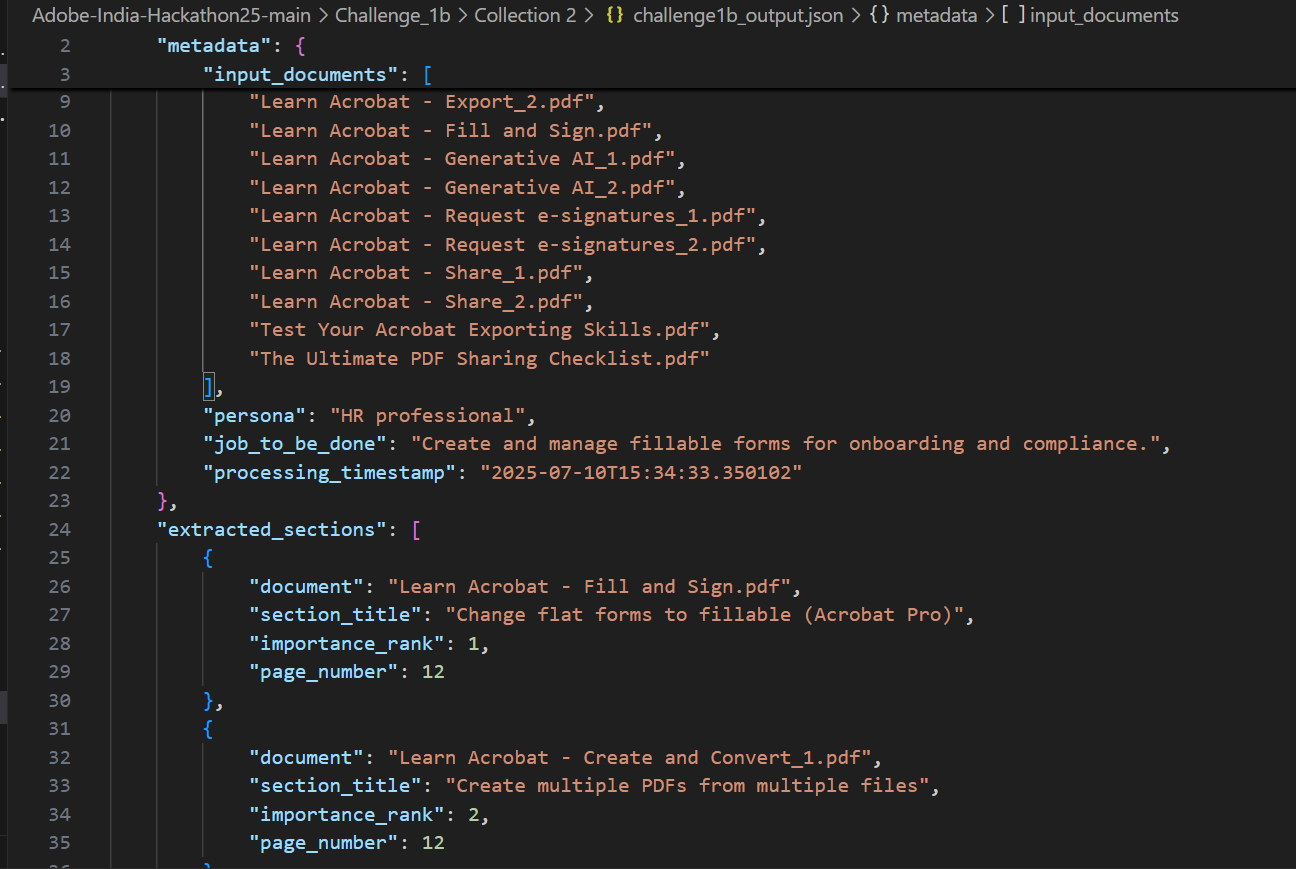 Adobe-India-Hackathon25-main > Challenge_1b > Collection 2 > {} challenge1b_output.json > {} metadata > [ ] input_documents
2 "metadata": {
3 "input_documents": [
9 "Learn Acrobat - Export_2.pdf",
10 "Learn Acrobat - Fill and Sign.pdf",
11 "Learn Acrobat - Generative AI_1.pdf",
12 "Learn Acrobat - Generative AI_2.pdf",
13 "Learn Acrobat - Request e-signatures_1.pdf",
14 "Learn Acrobat - Request e-signatures_2.pdf",
15 "Learn Acrobat - Share_1.pdf",
16 "Learn Acrobat - Share_2.pdf",
17 "Test Your Acrobat Exporting Skills.pdf",
18 "The Ultimate PDF Sharing Checklist.pdf"
19 ],
20 "persona": "HR professional",
21 "job_to_be_done": "Create and manage fillable forms for onboarding and compliance.",
22 "processing_timestamp": "2025-07-10T15:34:33.350102"
23 },
24 "extracted_sections": [
25 {
26 "document": "Learn Acrobat - Fill and Sign.pdf",
27 "section_title": "Change flat forms to fillable (Acrobat Pro)",
28 "importance_rank": 1,
29 "page_number": 12
30 },
31 {
32 "document": "Learn Acrobat - Create and Convert_1.pdf",
33 "section_title": "Create multiple PDFs from multiple files",
34 "importance_rank": 2,
35 "page_number": 12